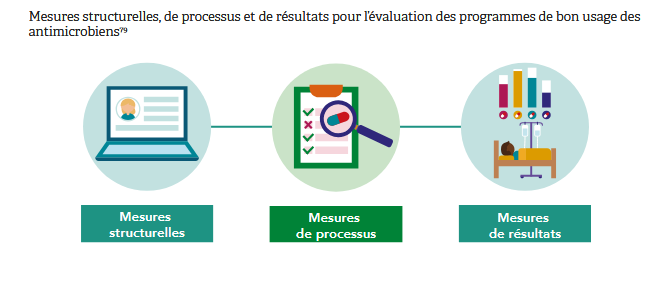 Mesures structurelles, de processus et de résultats pour l’évaluation des programmes de bon usage des
antimicrobiens⁷⁹
Mesures
structurelles
Mesures
de processus
Mesures
de résultats